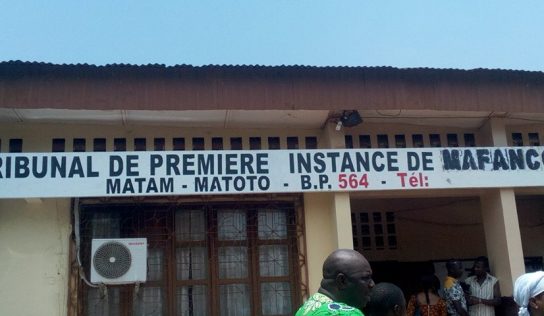 RIBUNAL DE PREMIERE INSTANCE DE MAFANCO
MATAM - MATOTO - B.P. 564 - Tél: